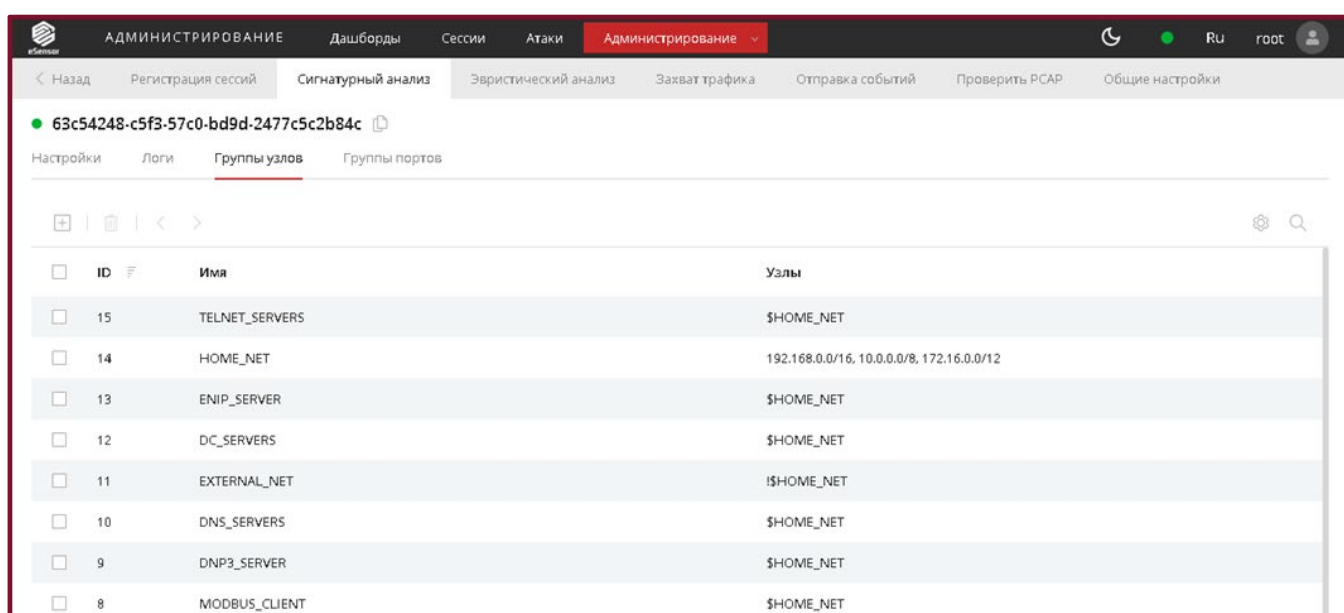 eSensor АДМИНИСТРИРОВАНИЕ Дашборды Сессии Атаки Администрирование Ru root
< Назад Регистрация сессий Сигнатурный анализ Эвристический анализ Захват трафика Отправка событий Проверить PCAP Общие настройки
63c54248-c5f3-57c0-bd9d-2477c5c2b84c
Настройки Логи Группы узлов Группы портов
ID Имя Узлы
15 TELNET_SERVERS $HOME_NET
14 HOME_NET 192.168.0.0/16, 10.0.0.0/8, 172.16.0.0/12
13 ENIP_SERVER $HOME_NET
12 DC_SERVERS $HOME_NET
11 EXTERNAL_NET !$HOME_NET
10 DNS_SERVERS $HOME_NET
9 DNP3_SERVER $HOME_NET
8 MODBUS_CLIENT $HOME_NET